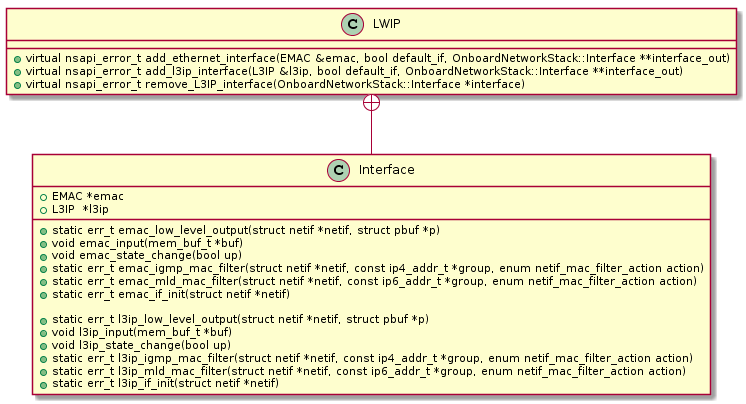 C LWIP
virtual nsapi_error_t add_ethernet_interface(EMAC &emac, bool default_if, OnboardNetworkStack::Interface **interface_out)
virtual nsapi_error_t add_l3ip_interface(L3IP &l3ip, bool default_if, OnboardNetworkStack::Interface **interface_out)
virtual nsapi_error_t remove_L3IP_interface(OnboardNetworkStack::Interface *interface)
C Interface
EMAC *emac
L3IP  *l3ip
static err_t emac_low_level_output(struct netif *netif, struct pbuf *p)
void emac_input(mem_buf_t *buf)
void emac_state_change(bool up)
static err_t emac_igmp_mac_filter(struct netif *netif, const ip4_addr_t *group, enum netif_mac_filter_action action)
static err_t emac_mld_mac_filter(struct netif *netif, const ip6_addr_t *group, enum netif_mac_filter_action action)
static err_t emac_if_init(struct netif *netif)
static err_t l3ip_low_level_output(struct netif *netif, struct pbuf *p)
void l3ip_input(mem_buf_t *buf)
void l3ip_state_change(bool up)
static err_t l3ip_igmp_mac_filter(struct netif *netif, const ip4_addr_t *group, enum netif_mac_filter_action action)
static err_t l3ip_mld_mac_filter(struct netif *netif, const ip6_addr_t *group, enum netif_mac_filter_action action)
static err_t l3ip_if_init(struct netif *netif)